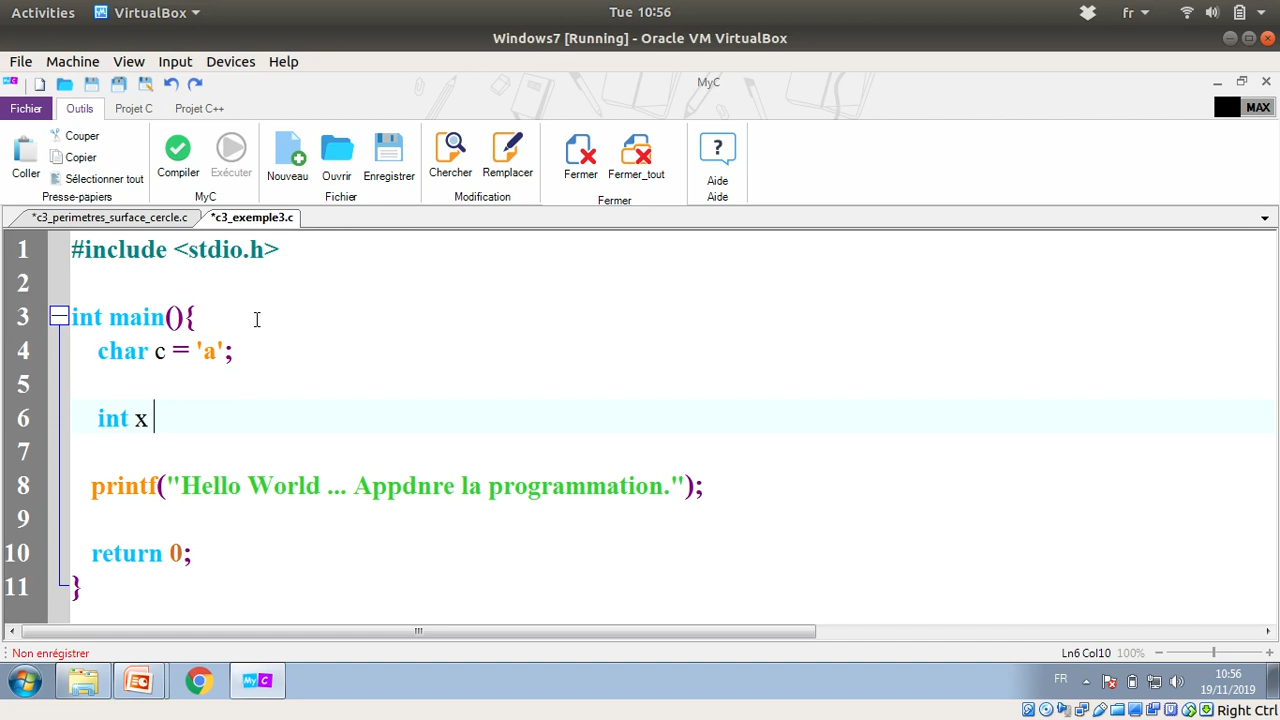 Activities VirtualBox Tue 10:56 fr
Windows7 [Running] - Oracle VM VirtualBox
File Machine View Input Devices Help
MyC
Fichier Outils Projet C Projet C++ MAX
Coller Couper Copier Sélectionner tout
Presse-papiers
Compiler Exécuter
MyC
Nouveau Ouvrir Enregistrer
Fichier
Chercher Remplacer
Modification
Fermer Fermer_tout
Fermer
Aide
Aide
*c3_perimetres_surface_cercle.c *c3_exemple3.c
1 #include <stdio.h>
2
3 int main(){
4 char c = 'a';
5
6 int x
7
8 printf("Hello World ... Appdnre la programmation.");
9
10 return 0;
11 }
Non enrégistrer Ln6 Col10 100%
MyC FR 10:56
19/11/2019
Right Ctrl